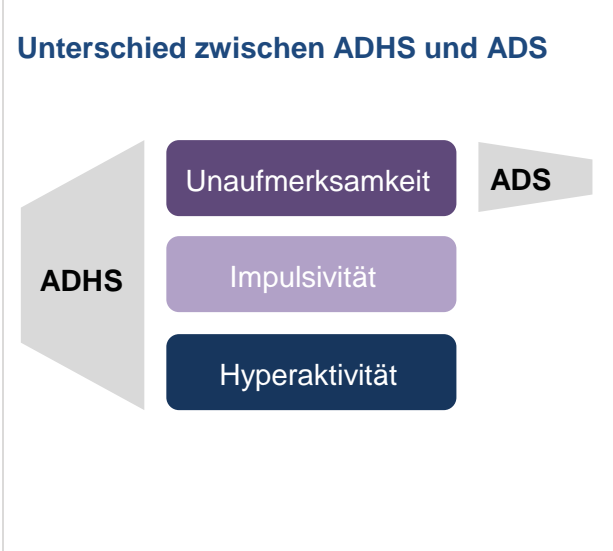 Unterschied zwischen ADHS und ADS
Unaufmerksamkeit
ADS
ADHS
Impulsivität
Hyperaktivität